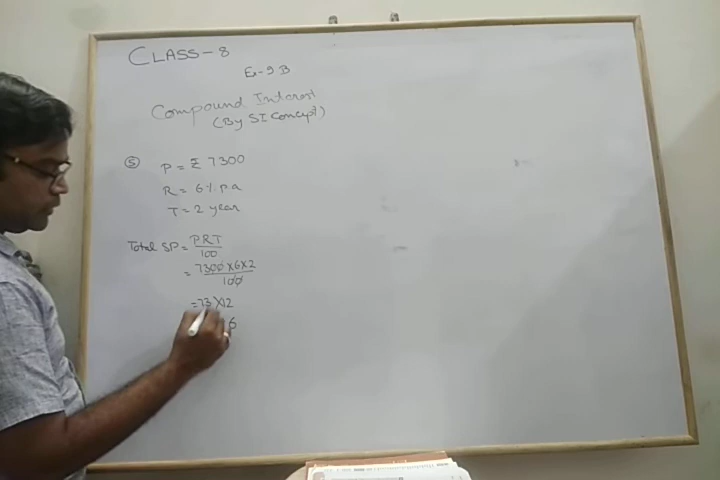 CLASS-8
Ex-9B
Compound Interest
(By SI Concept)
⑤ P = ₹ 7300
R = 6% p a
T = 2 year
Total SP = PRT
100
= 7300 X 6 X 2
100
= 73 X 12
6